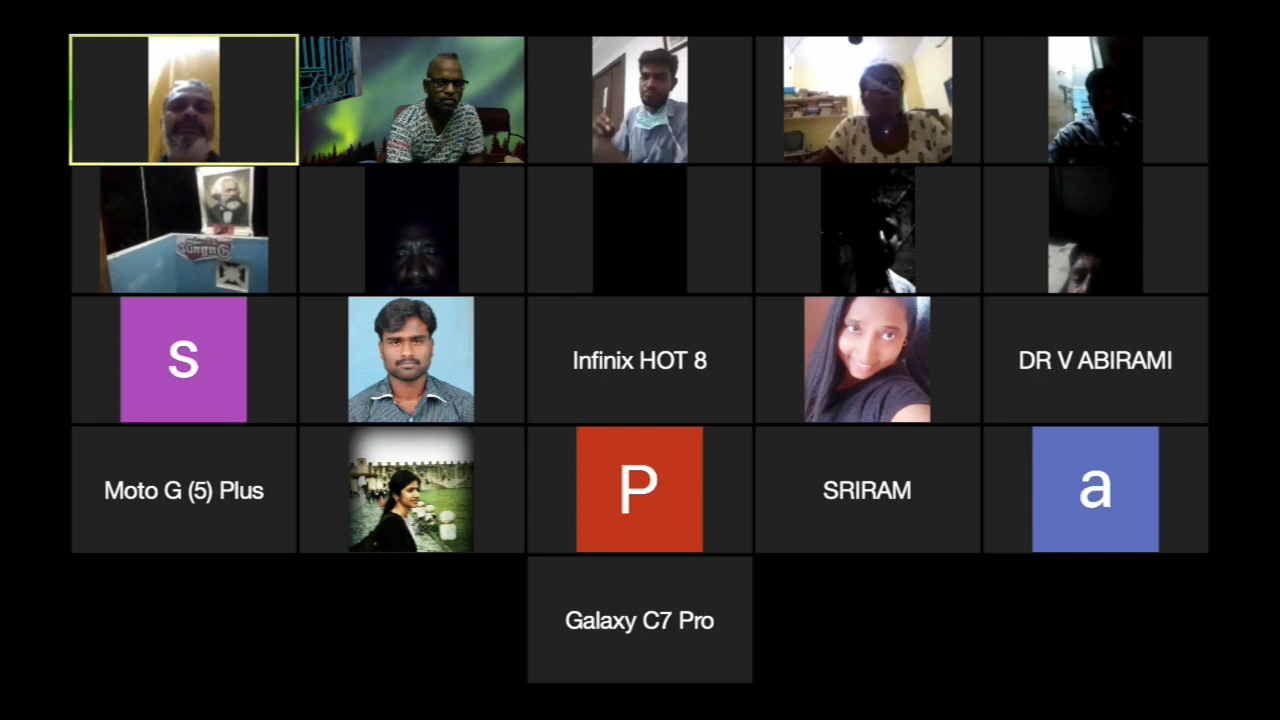 போராடு
S
Infinix HOT 8
DR V ABIRAMI
Moto G (5) Plus
P
SRIRAM
a
Galaxy C7 Pro